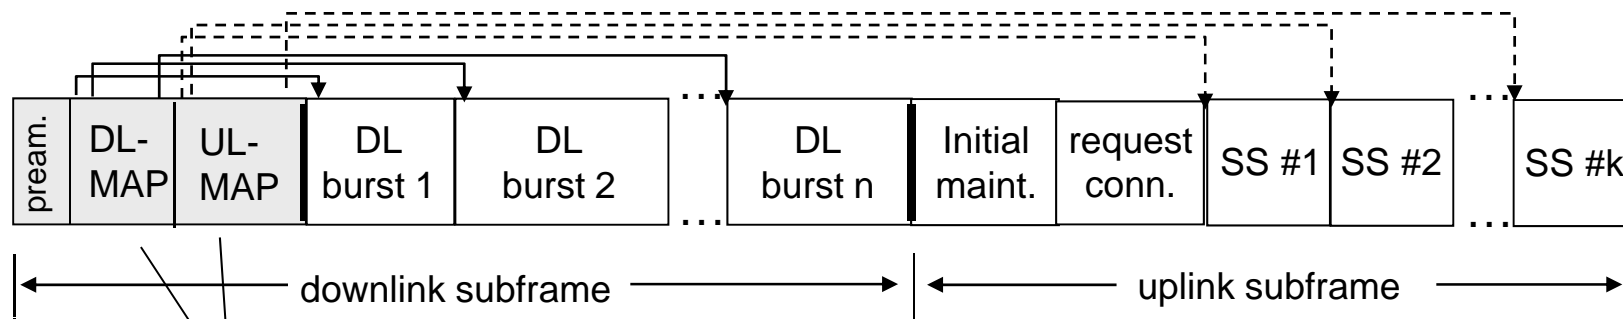 pream.
DL-
MAP
UL-
MAP
DL
burst 1
DL
burst 2
...
...
DL
burst n
Initial
maint.
request
conn.
SS #1
SS #2
...
...
SS #k
downlink subframe
uplink subframe